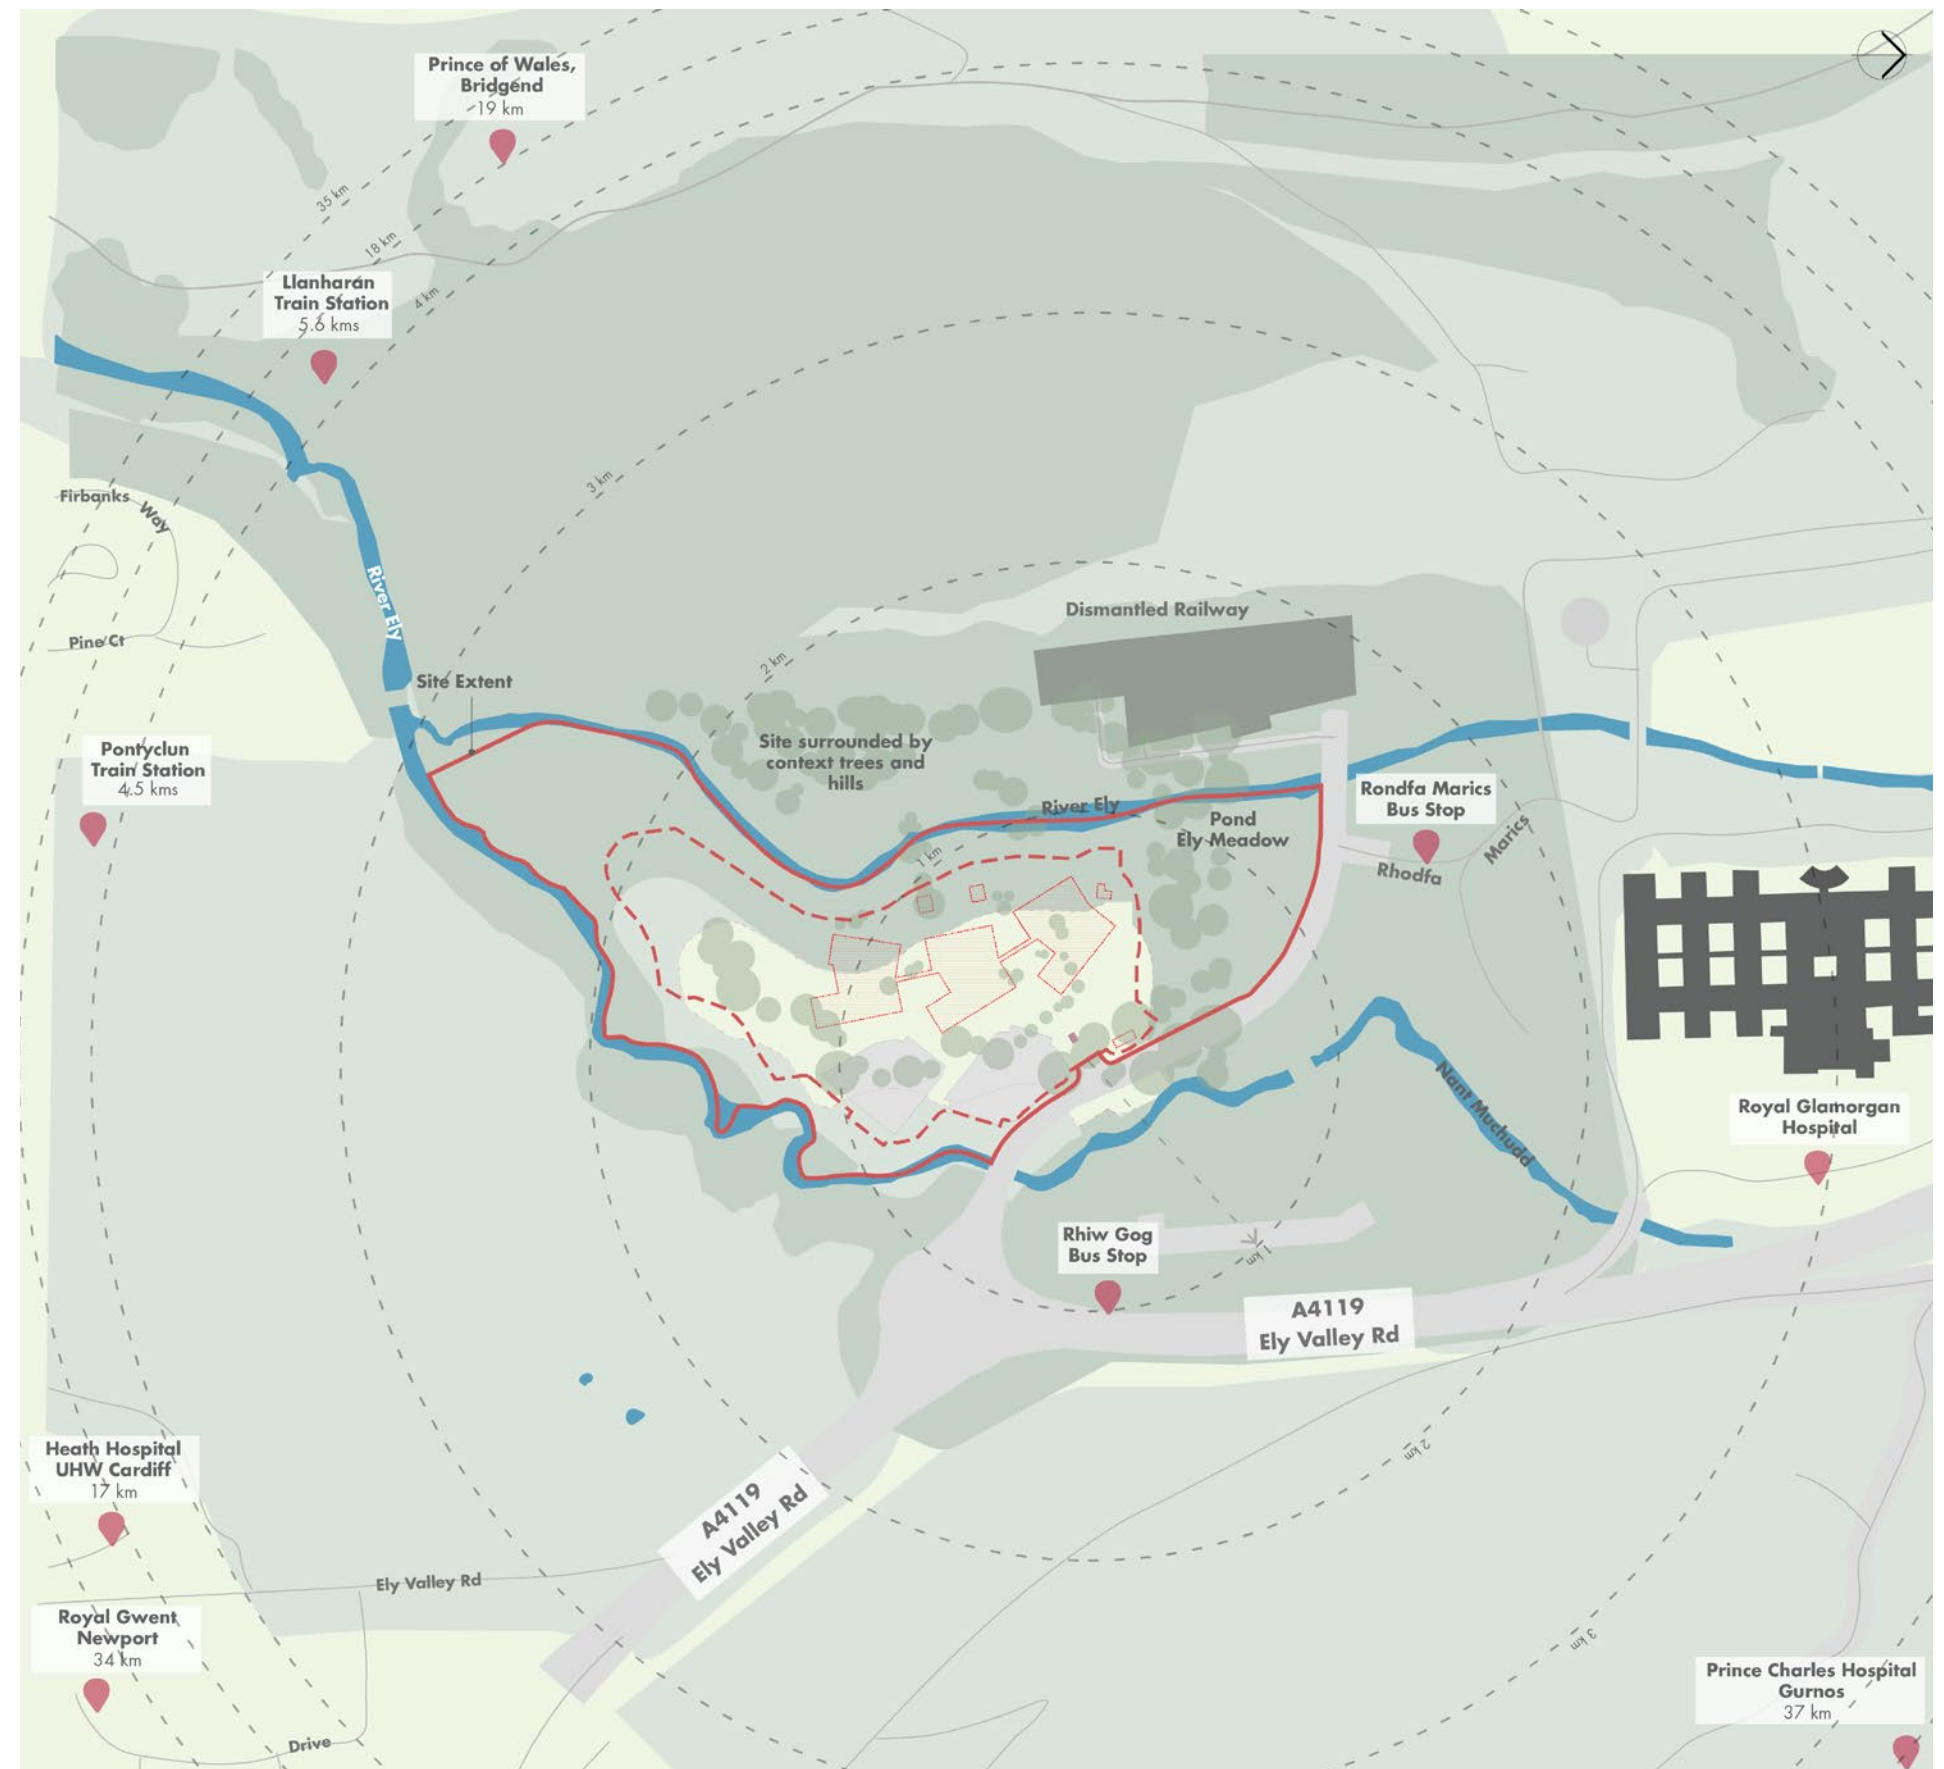 Prince of Wales,
Bridgend
19 km
35 km
18 km
4 km
Llanharan
Train Station
5.6 kms
3 km
Firbanks
Way
River Ely
Pine Ct
Dismantled Railway
2 km
Site Extent
Site surrounded by
context trees and
hills
Pontyclun
Train Station
4.5 kms
River Ely
Pond
Ely Meadow
1 km
Rondfa Marics
Bus Stop
Rhodfa
Marics
Nant Muchudd
Royal Glamorgan
Hospital
Rhiw Gog
Bus Stop
1 km
A4119
Ely Valley Rd
2 km
Heath Hospital
UHW Cardiff
17 km
A4119
Ely Valley Rd
Ely Valley Rd
Royal Gwent
Newport
34 km
3 km
Prince Charles Hospital
Gurnos
37 km
Drive